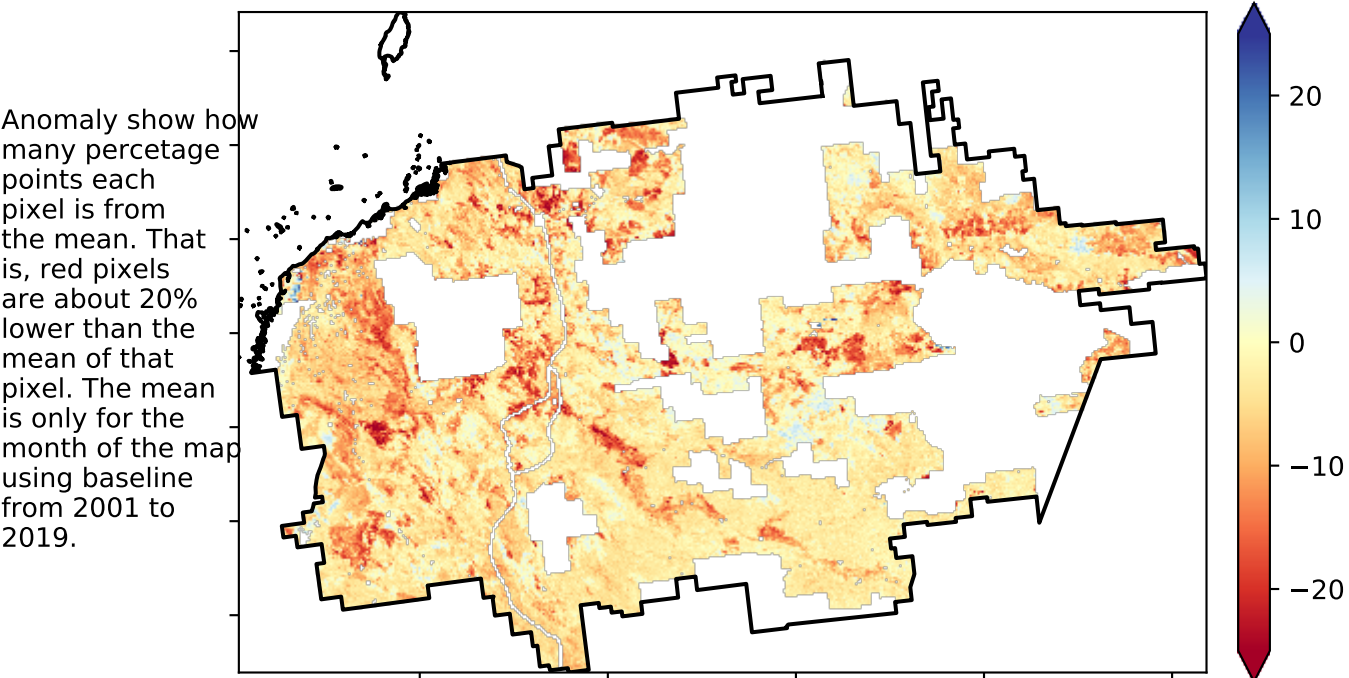 Anomaly show how
many percetage
points each
pixel is from
the mean. That
is, red pixels
are about 20%
lower than the
mean of that
pixel. The mean
is only for the
month of the map
using baseline
from 2001 to
2019.
20
10
0
−10
−20